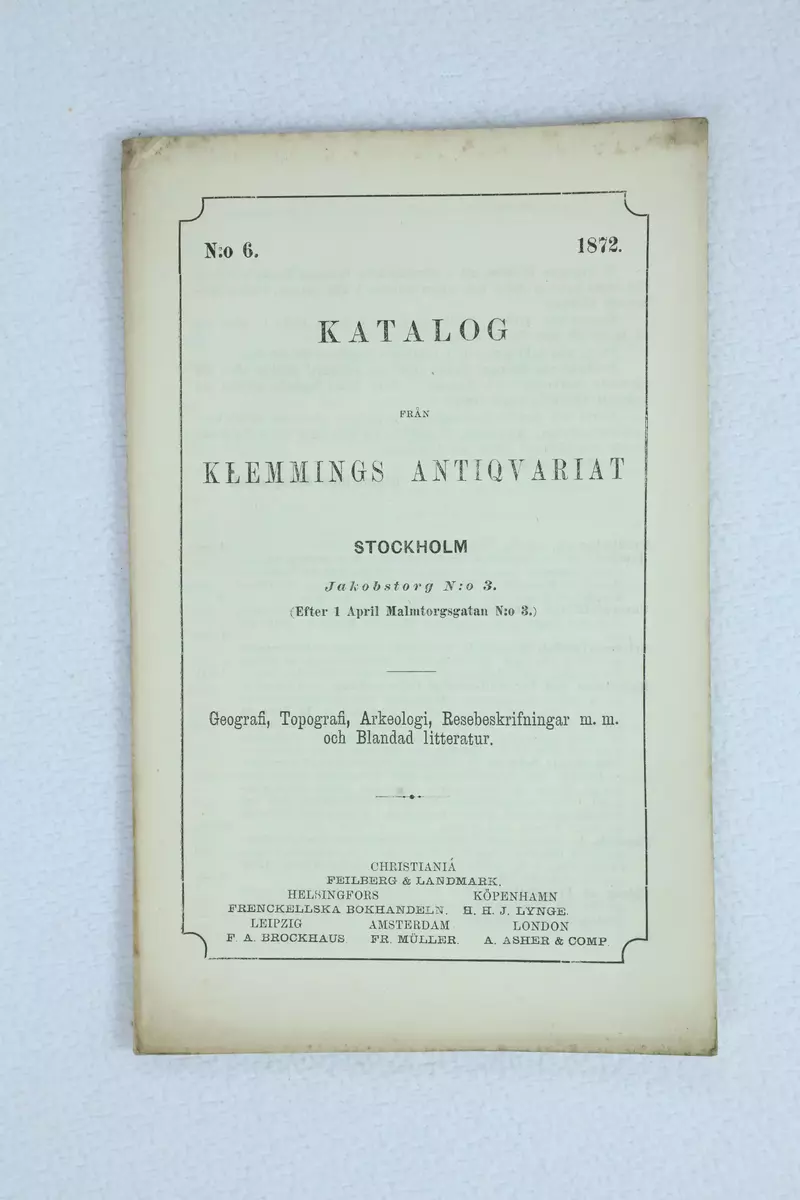 N:o 6.
1872.
KATALOG
FRÅN
KLEMMINGS ANTIQVARIAT
STOCKHOLM
Jakobstorg N:o 3.
(Efter 1 April Malmtorgsgatan N:o 3.)
Geografi, Topografi, Arkeologi, Resebeskrifningar m. m.
och Blandad litteratur.
CHRISTIANIA
FEILBERG & LANDMARK.
HELSINGFORS KÖPENHAMN
FRENCKELLSKA BOKHANDELN. H. H. J. LYNGE.
LEIPZIG AMSTERDAM LONDON
F. A. BROCKHAUS FR. MÜLLER. A. ASHER & COMP.